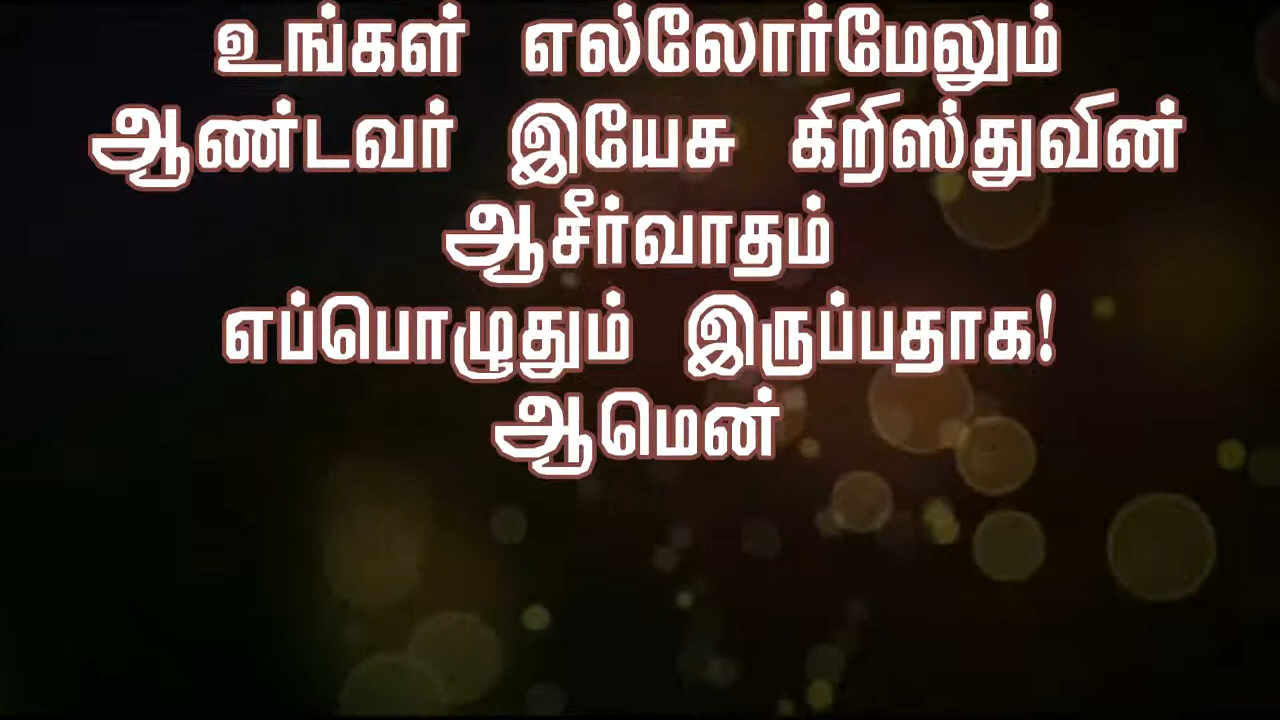 உங்கள் எல்லோர்மேலும்
ஆண்டவர் இயேசு கிறிஸ்துவின்
ஆசீர்வாதம்
எப்பொழுதும் இருப்பதாக!
ஆமென்